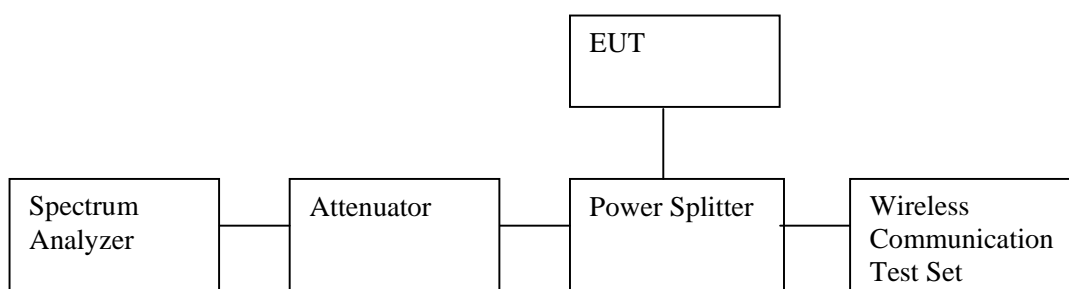 EUT
Spectrum
Analyzer
Attenuator
Power Splitter
Wireless
Communication
Test Set